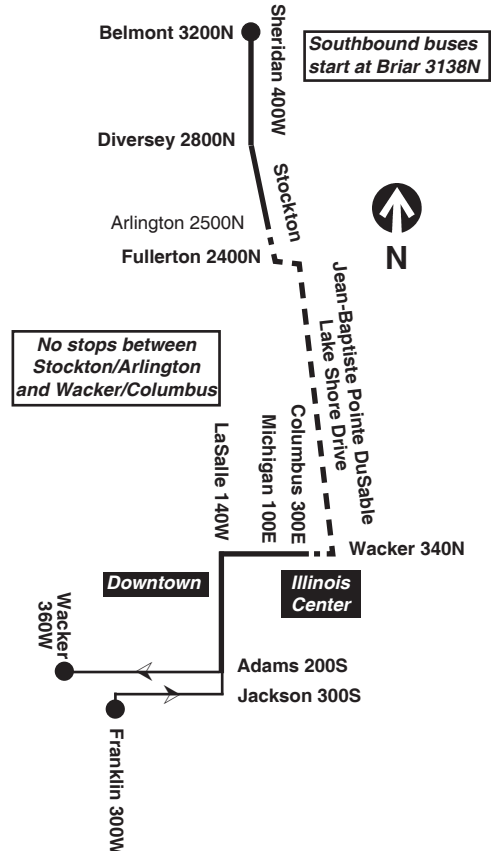 Belmont 3200N
Sheridan 400W
Southbound buses
start at Briar 3138N
Diversey 2800N
Stockton
Arlington 2500N
Fullerton 2400N
N
Jean-Baptiste Pointe DuSable
Lake Shore Drive
No stops between
Stockton/Arlington
and Wacker/Columbus
LaSalle 140W
Michigan 100E
Columbus 300E
Wacker 340N
Downtown
Illinois
Center
Wacker
360W
Adams 200S
Jackson 300S
Franklin 300W